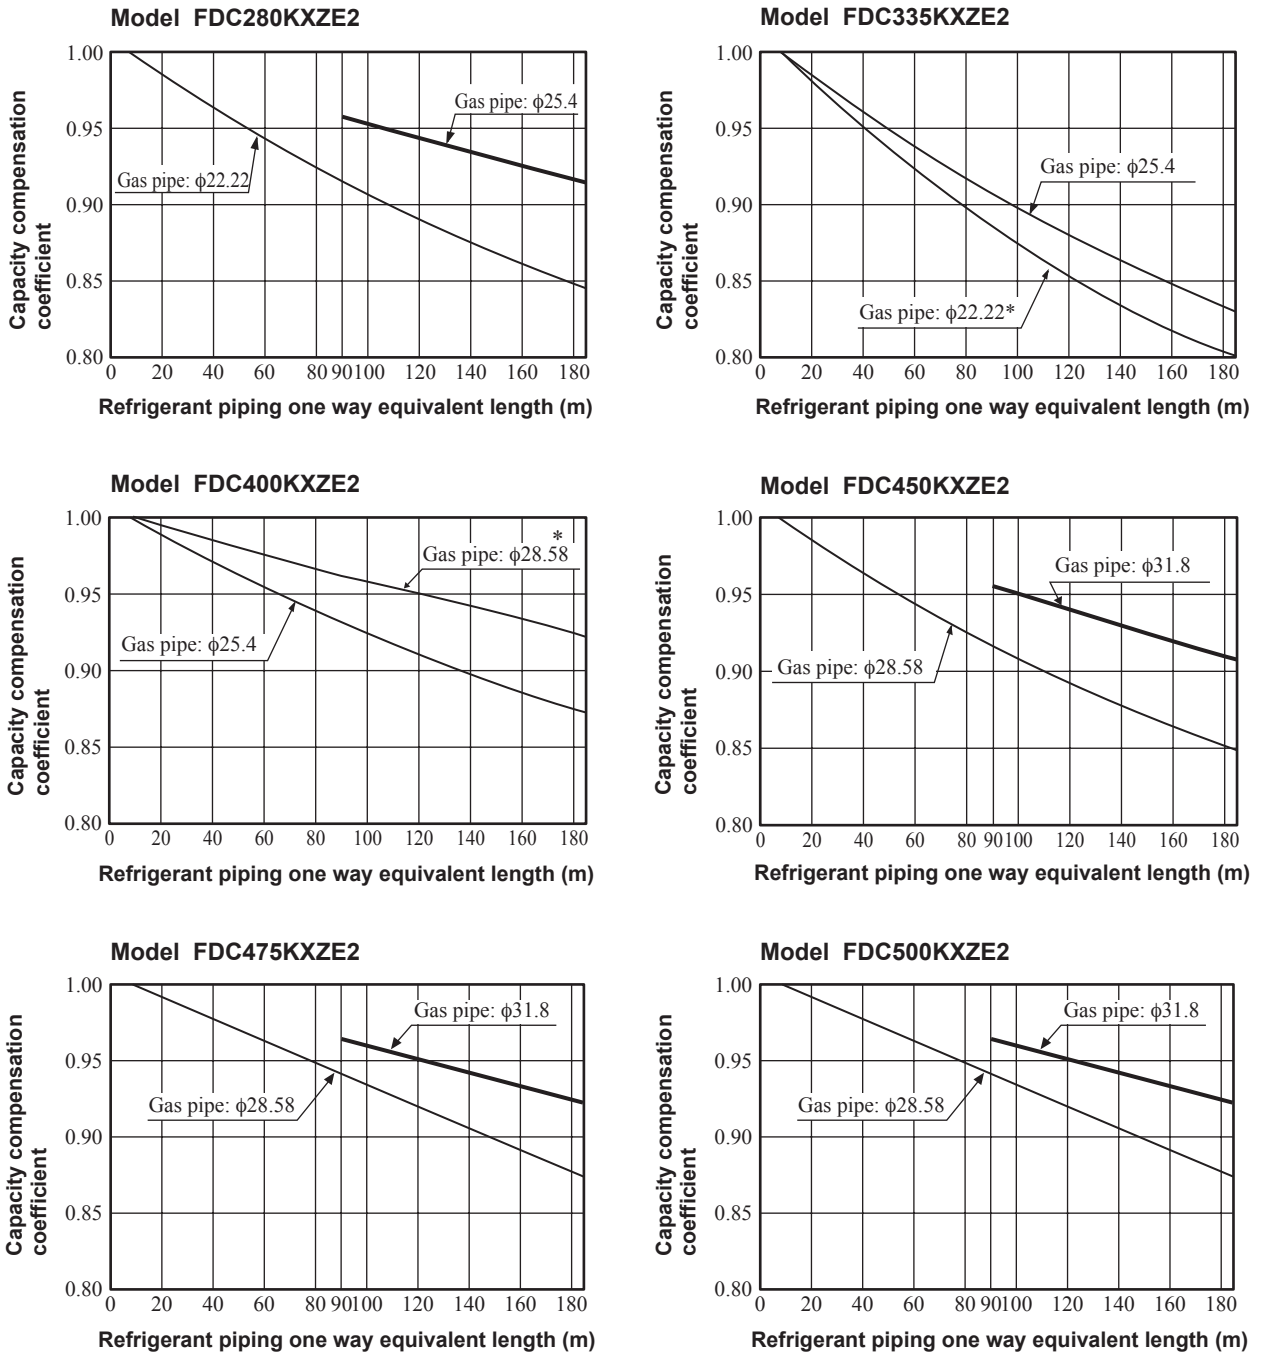 Model FDC280KXZE2
Capacity compensation
coefficient
1.00
0.95
0.90
0.85
0.80
Gas pipe: ϕ25.4
Gas pipe: ϕ22.22
0 20 40 60 80 90 100 120 140 160 180
Refrigerant piping one way equivalent length (m)
Model FDC335KXZE2
Capacity compensation
coefficient
1.00
0.95
0.90
0.85
0.80
Gas pipe: ϕ25.4
Gas pipe: ϕ22.22*
0 20 40 60 80 100 120 140 160 180
Refrigerant piping one way equivalent length (m)
Model FDC400KXZE2
Capacity compensation
coefficient
1.00
0.95
0.90
0.85
0.80
*
Gas pipe: ϕ28.58
Gas pipe: ϕ25.4
0 20 40 60 80 100 120 140 160 180
Refrigerant piping one way equivalent length (m)
Model FDC450KXZE2
Capacity compensation
coefficient
1.00
0.95
0.90
0.85
0.80
Gas pipe: ϕ31.8
Gas pipe: ϕ28.58
0 20 40 60 80 90 100 120 140 160 180
Refrigerant piping one way equivalent length (m)
Model FDC475KXZE2
Capacity compensation
coefficient
1.00
0.95
0.90
0.85
0.80
Gas pipe: ϕ31.8
Gas pipe: ϕ28.58
0 20 40 60 80 90 100 120 140 160 180
Refrigerant piping one way equivalent length (m)
Model FDC500KXZE2
Capacity compensation
coefficient
1.00
0.95
0.90
0.85
0.80
Gas pipe: ϕ31.8
Gas pipe: ϕ28.58
0 20 40 60 80 90 100 120 140 160 180
Refrigerant piping one way equivalent length (m)